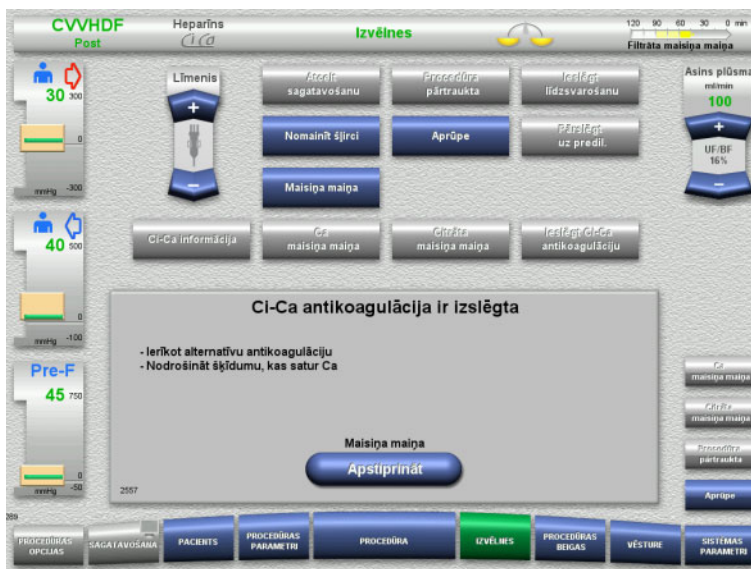 CVVHDF
Post
Heparīns
Ci Ca
Izvēlnes
120 90 60 30 0 min
Filtrāta maisiņa maiņa
30
300
0
mmHg -300
Līmenis
+
−
Atcelt
sagatavošanu
Procedūra
pārtraukta
Ieslēgt
līdzsvarošanu
Nomainīt šļirci
Aprūpe
Pārslēgt
uz predil.
Maisiņa maiņa
Asins plūsma
ml/min
100
+
UF/BF
16%
−
40
500
0
mmHg -100
Ci-Ca informācija
Ca
maisiņa maiņa
Citrāta
maisiņa maiņa
Ieslēgt Ci-Ca
antikoagulāciju
Ci-Ca antikoagulācija ir izslēgta
- Ierīkot alternatīvu antikoagulāciju
- Nodrošināt šķīdumu, kas satur Ca
Maisiņa maiņa
Apstiprināt
2557
Pre-F
45
750
0
mmHg -50
Ca
maisiņa maiņa
Citrāta
maisiņa maiņa
Procedūra
pārtraukta
Aprūpe
PROCEDŪRAS
OPCIJAS
SAGATAVOŠANA
PACIENTS
PROCEDŪRAS
PARAMETRI
PROCEDŪRA
IZVĒLNES
PROCEDŪRAS
BEIGAS
VĒSTURE
SISTĒMAS
PARAMETRI